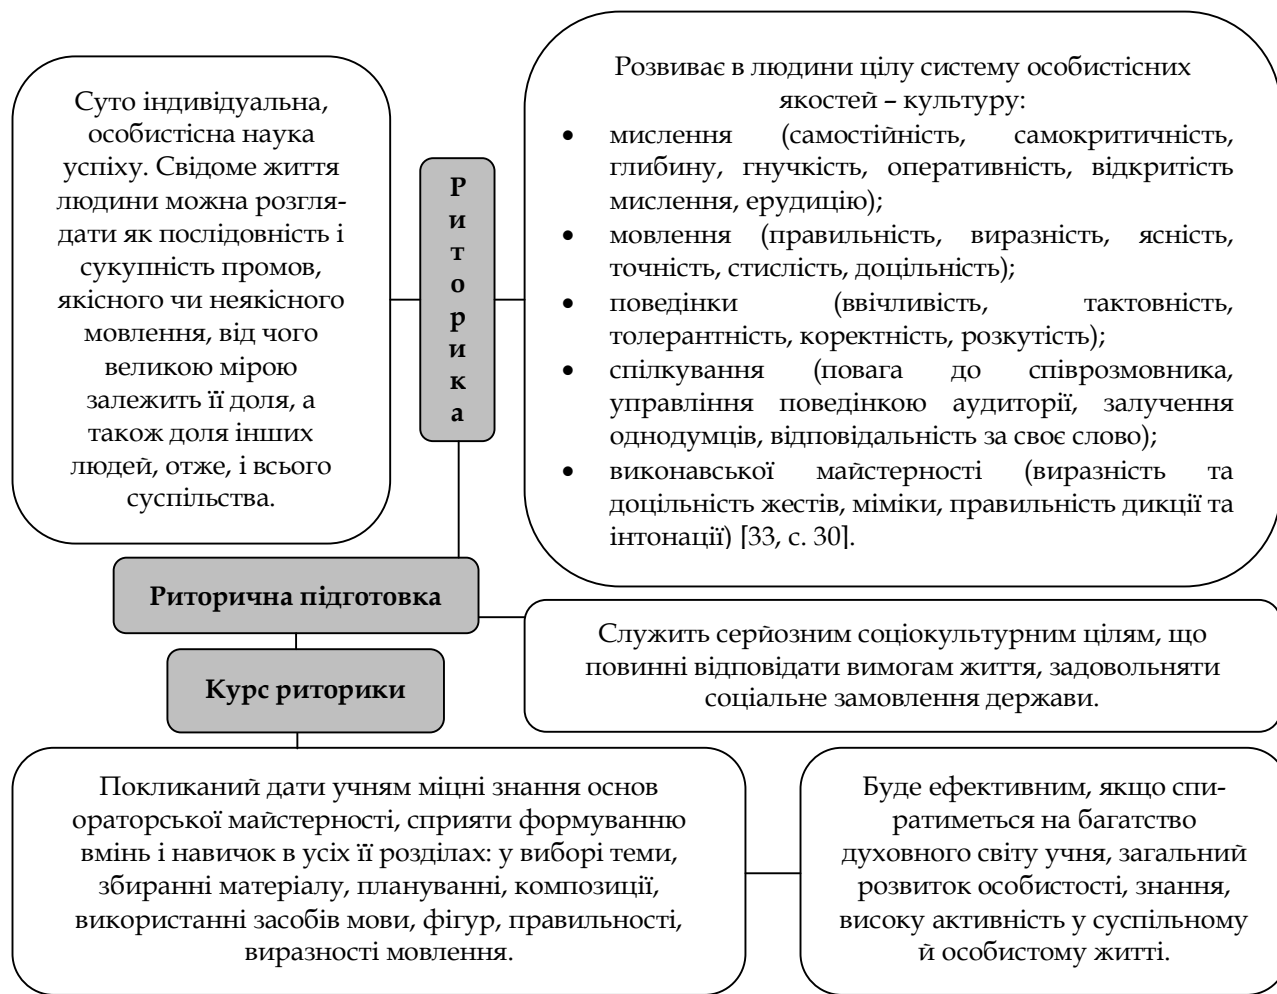 Суто індивідуальна,
особистісна наука
успіху. Свідоме життя
людини можна розгля-
дати як послідовність і
сукупність промов,
якісного чи неякісного
мовлення, від чого
великою мірою
залежить її доля, а
також доля інших
людей, отже, і всього
суспільства.
Риторика
Розвиває в людини цілу систему особистісних
якостей – культуру:
• мислення (самостійність, самокритичність,
глибину, гнучкість, оперативність, відкритість
мислення, ерудицію);
• мовлення (правильність, виразність, ясність,
точність, стислість, доцільність);
• поведінки (ввічливість, тактовність,
толерантність, коректність, розкутість);
• спілкування (повага до співрозмовника,
управління поведінкою аудиторії, залучення
однодумців, відповідальність за своє слово);
• виконавської майстерності (виразність та
доцільність жестів, міміки, правильність дикції та
інтонації) [33, с. 30].
Риторична підготовка
Служить серйозним соціокультурним цілям, що
повинні відповідати вимогам життя, задовольняти
соціальне замовлення держави.
Курс риторики
Покликаний дати учням міцні знання основ
ораторської майстерності, сприяти формуванню
вмінь і навичок в усіх її розділах: у виборі теми,
збиранні матеріалу, плануванні, композиції,
використанні засобів мови, фігур, правильності,
виразності мовлення.
Буде ефективним, якщо спи-
ратиметься на багатство
духовного світу учня, загальний
розвиток особистості, знання,
високу активність у суспільному
й особистому житті.